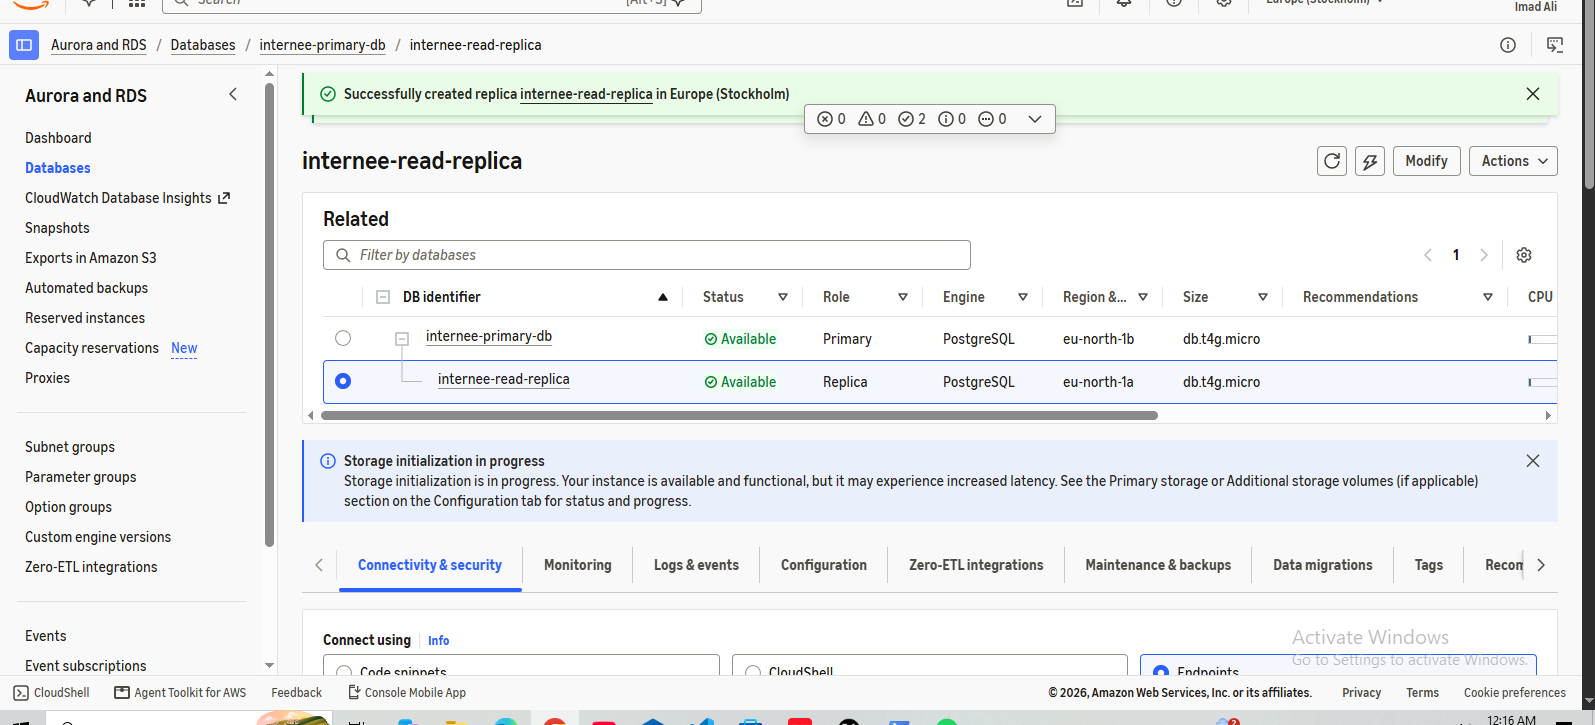 Search [Alt+S] Europe (Stockholm)
Imad Ali
Aurora and RDS / Databases / internee-primary-db / internee-read-replica
Aurora and RDS
Dashboard
Databases
CloudWatch Database Insights
Snapshots
Exports in Amazon S3
Automated backups
Reserved instances
Capacity reservations New
Proxies
Subnet groups
Parameter groups
Option groups
Custom engine versions
Zero-ETL integrations
Events
Event subscriptions
Successfully created replica internee-read-replica in Europe (Stockholm)
0 0 2 0 0
internee-read-replica
Modify Actions
Related
Filter by databases
1
DB identifier Status Role Engine Region &... Size Recommendations CPU
internee-primary-db Available Primary PostgreSQL eu-north-1b db.t4g.micro
internee-read-replica Available Replica PostgreSQL eu-north-1a db.t4g.micro
Storage initialization in progress
Storage initialization is in progress. Your instance is available and functional, but it may experience increased latency. See the Primary storage or Additional storage volumes (if applicable)
section on the Configuration tab for status and progress.
Connectivity & security Monitoring Logs & events Configuration Zero-ETL integrations Maintenance & backups Data migrations Tags Recom
Connect using Info
Code snippets CloudShell Endpoints
Activate Windows
Go to Settings to activate Windows.
CloudShell Agent Toolkit for AWS Feedback Console Mobile App © 2026, Amazon Web Services, Inc. or its affiliates. Privacy Terms Cookie preferences
2 12:16 AM